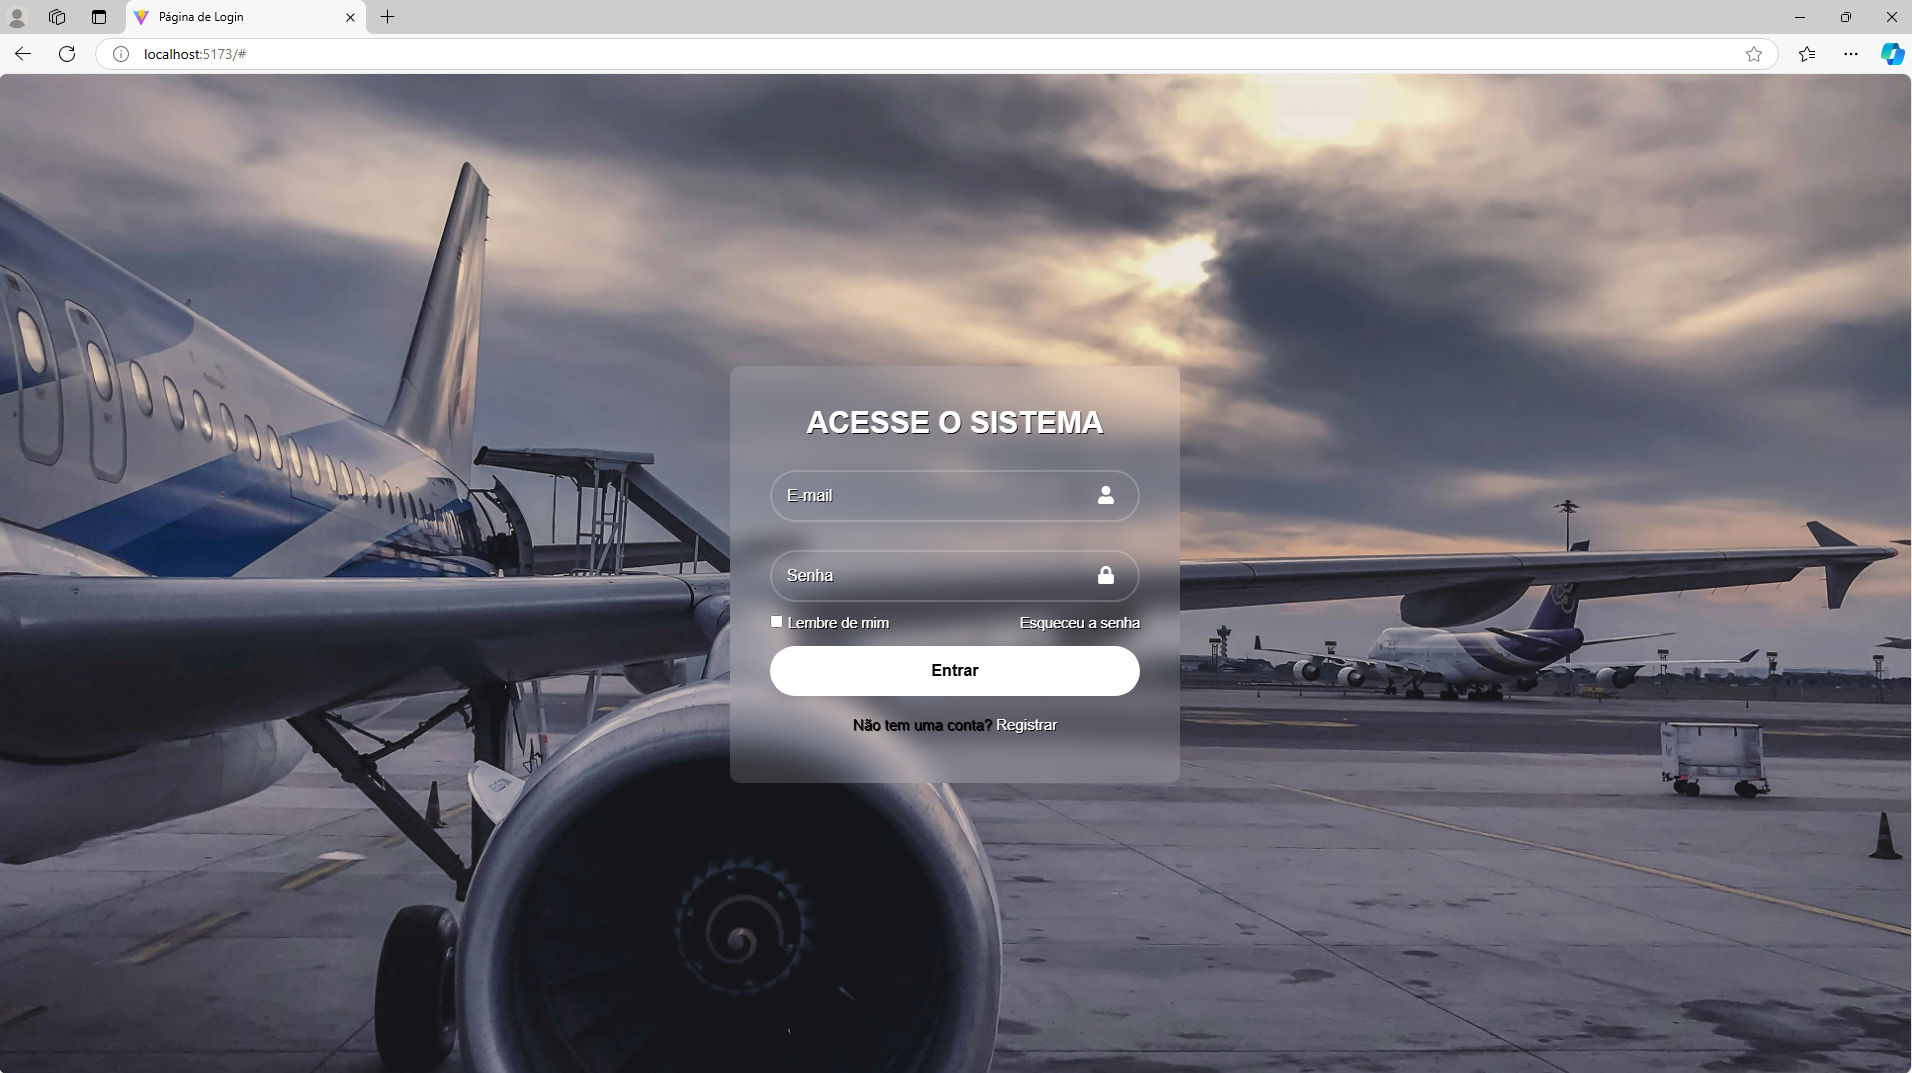 Página de Login
localhost:5173/#
ACESSE O SISTEMA
E-mail
Senha
Lembre de mim Esqueceu a senha
Entrar
Não tem uma conta? Registrar